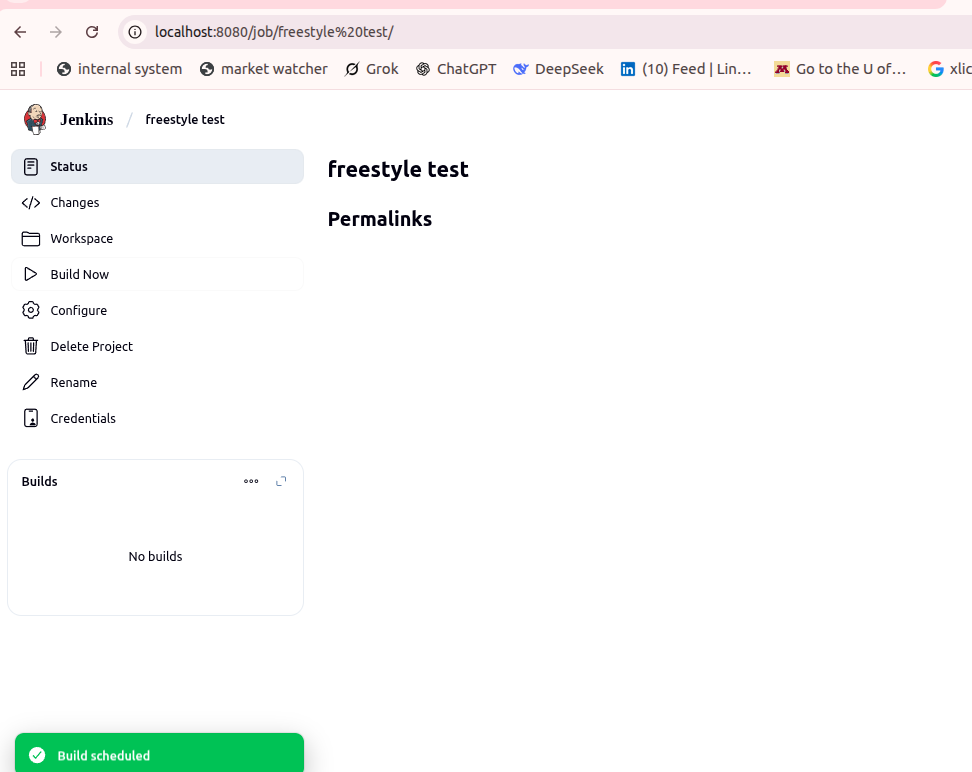 localhost:8080/job/freestyle%20test/
internal system market watcher Grok ChatGPT DeepSeek (10) Feed | Lin... Go to the U of... xlic
Jenkins / freestyle test
Status
Changes
Workspace
Build Now
Configure
Delete Project
Rename
Credentials
freestyle test
Permalinks
Builds
No builds
Build scheduled